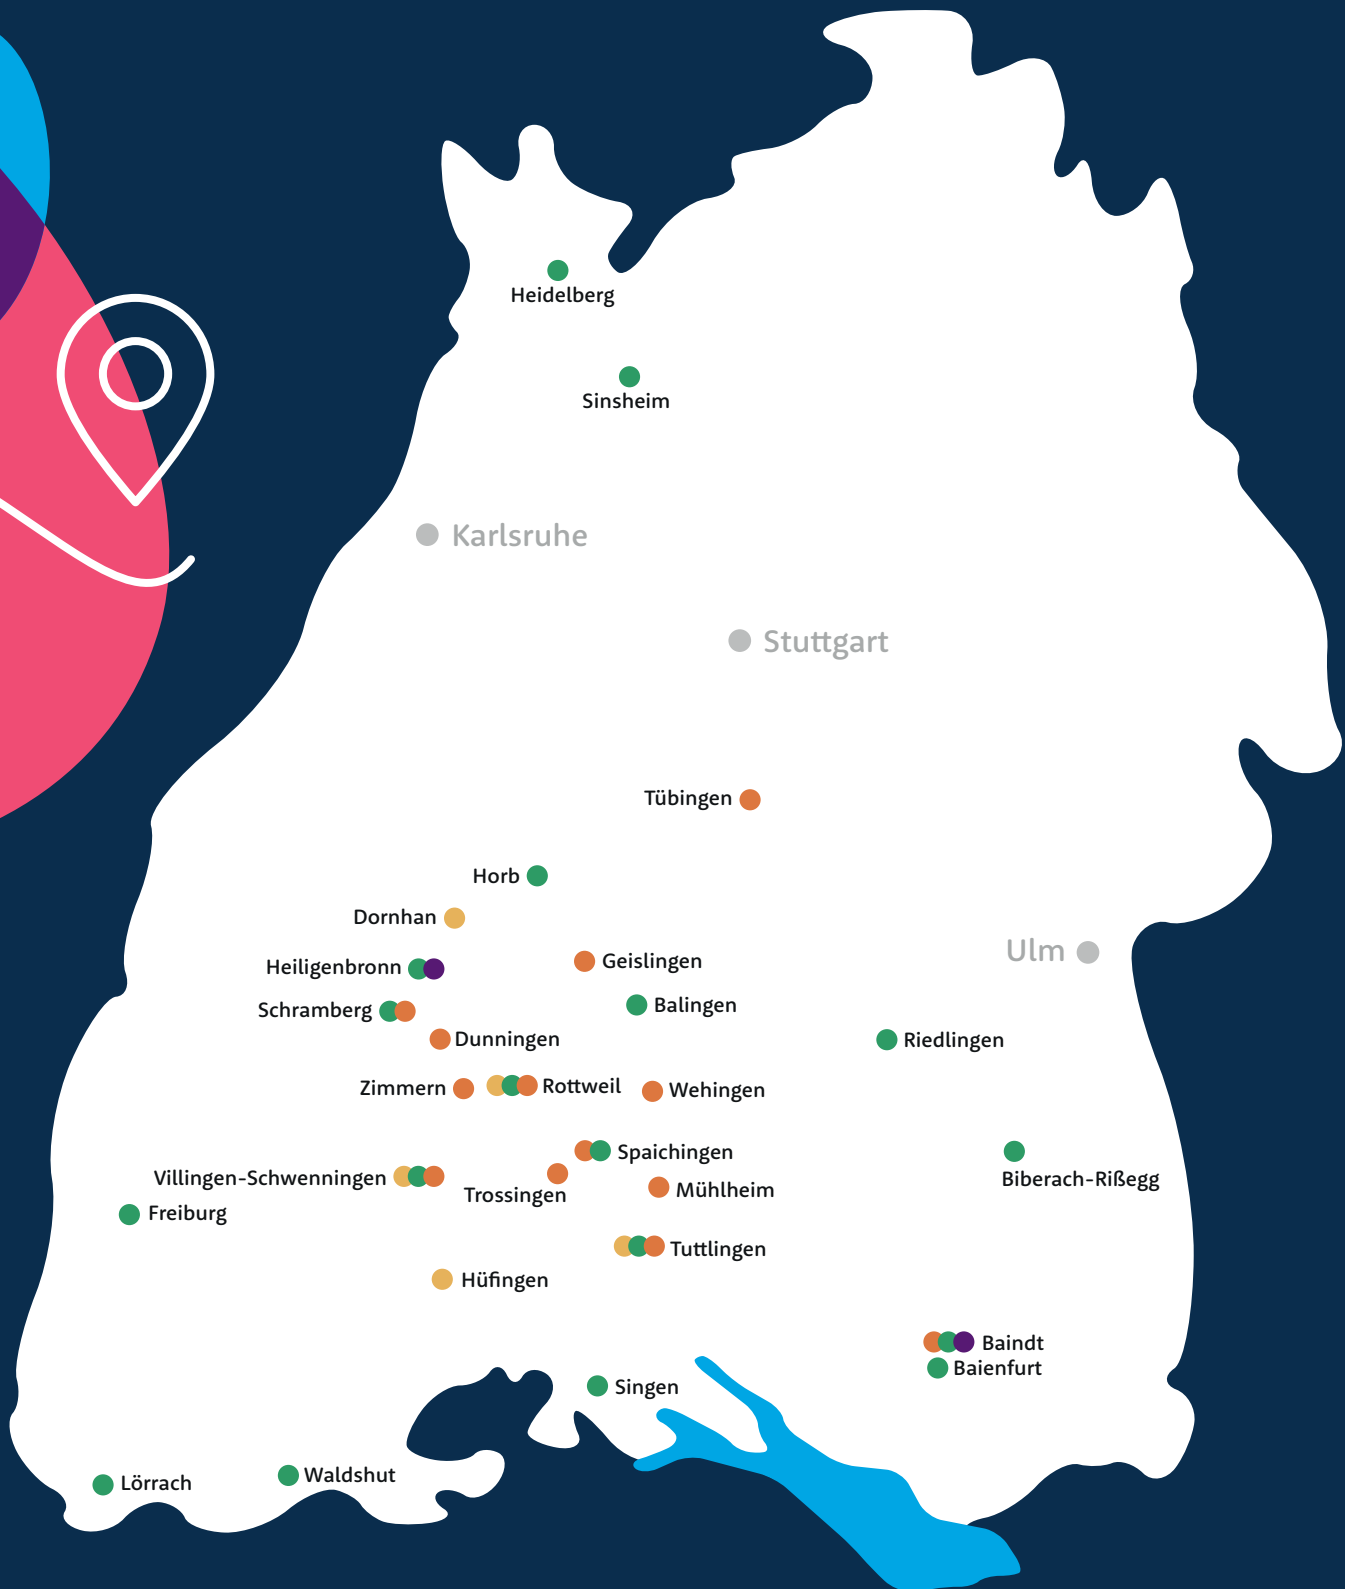 Heidelberg
Sinsheim
Karlsruhe
Stuttgart
Tübingen
Horb
Dornhan
Ulm
Geislingen
Heiligenbronn
Balingen
Schramberg
Dunningen
Riedlingen
Rottweil
Zimmern
Wehingen
Spaichingen
Villingen-Schwenningen
Biberach-Rißegg
Mühlheim
Trossingen
Freiburg
Tuttlingen
Hüfingen
Baindt
Baienfurt
Singen
Waldshut
Lörrach